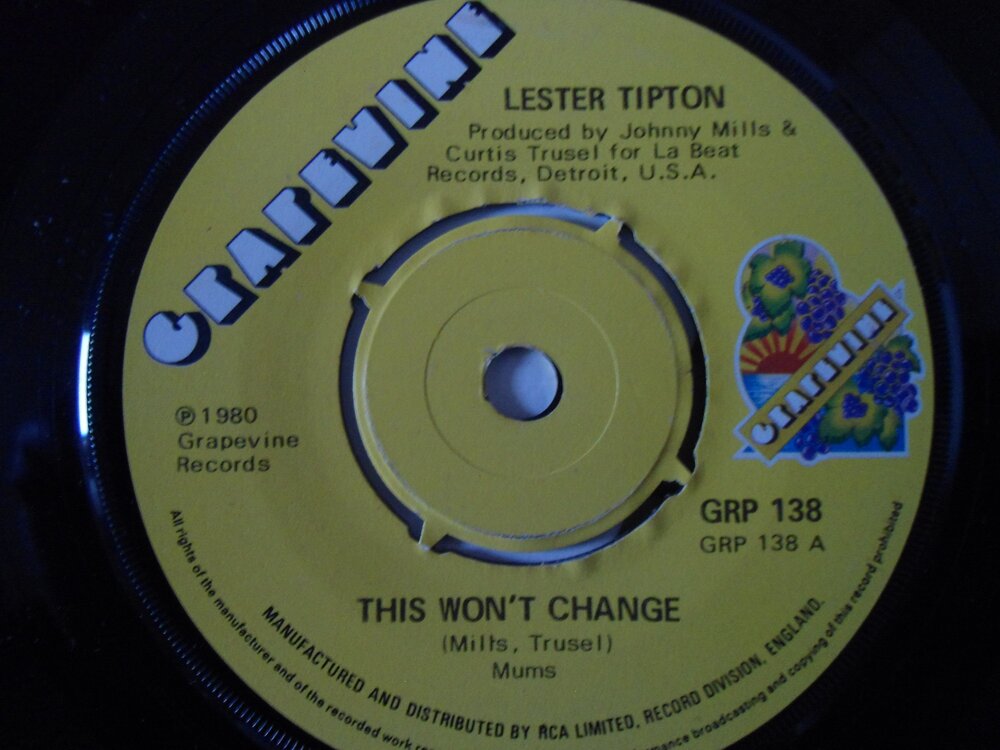 GRAPEVINE
LESTER TIPTON
Produced by Johnny Mills &
Curtis Trusel for La Beat
Records, Detroit, U.S.A.
GRAPEVINE
℗ 1980
Grapevine
Records
GRP 138
GRP 138 A
THIS WON'T CHANGE
(Mills, Trusel)
Mums
MANUFACTURED AND DISTRIBUTED BY RCA LIMITED, RECORD DIVISION, ENGLAND.
All rights of the manufacturer and of the recorded work broadcasting and copying of this record prohibited